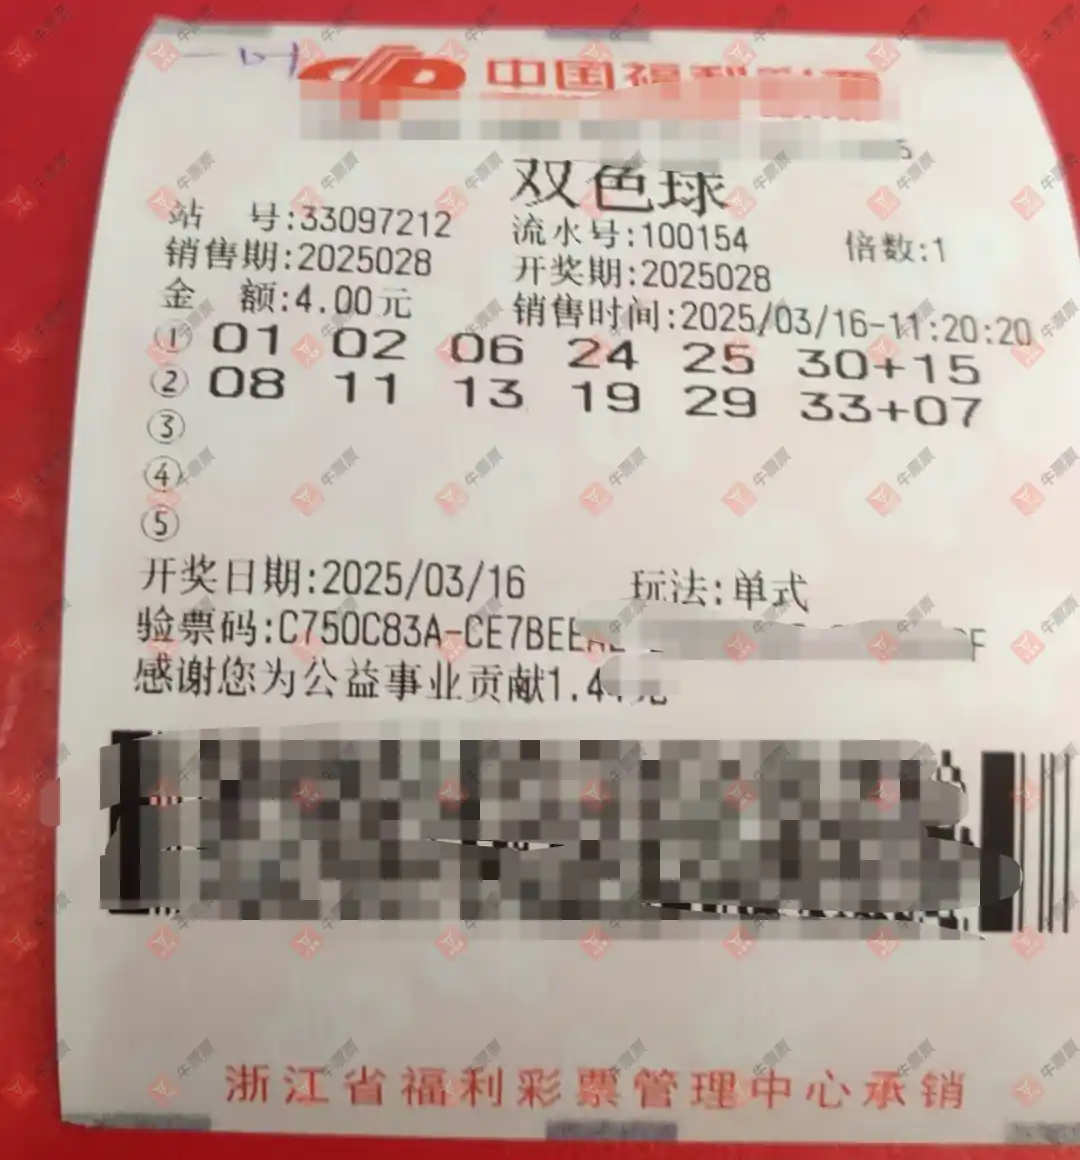 中国福利彩票
双色球
站 号:33097212 流水号:100154 倍数:1
销售期:2025028 开奖期:2025028
金 额:4.00元 销售时间:2025/03/16-11:20:20
① 01 02 06 24 25 30+15
② 08 11 13 19 29 33+07
③
④
⑤
开奖日期:2025/03/16 玩法:单式
验票码:C750C83A-CE7BEE
感谢您为公益事业贡献1.4 元
浙江省福利彩票管理中心承销
牛票票